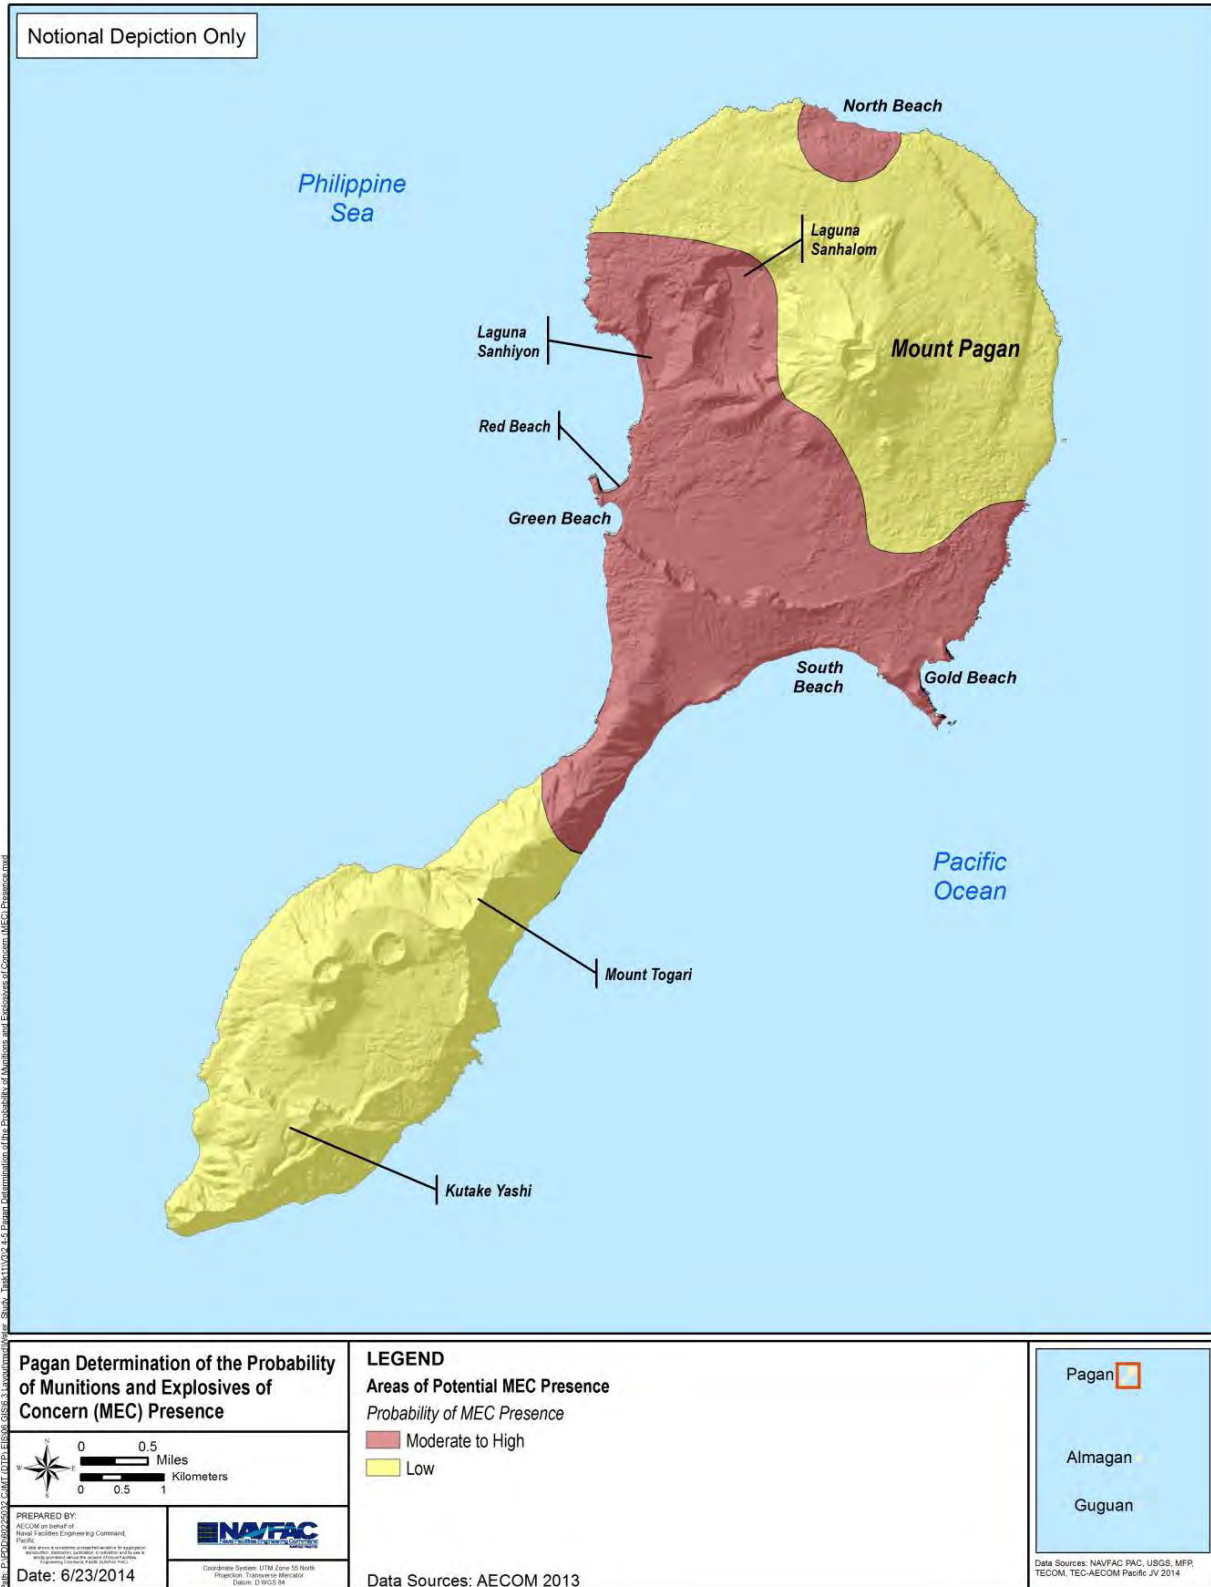 Notional Depiction Only
North Beach
Philippine
Sea
Laguna
Sanhalom
Laguna
Sanhiyon
Mount Pagan
Red Beach
Green Beach
South
Beach
Gold Beach
Pacific
Ocean
Mount Togari
Kutake Yashi
Pagan Determination of the Probability
of Munitions and Explosives of
Concern (MEC) Presence
N
W
E
S
0 0.5
Miles
Kilometers
0 0.5 1
PREPARED BY:
AECOM on behalf of
Naval Facilities Engineering Command,
Pacific
Date: 6/23/2014
NAVFAC
Coordinate System: UTM Zone 55 North
Projection: Transverse Mercator
Datum: D WGS 84
LEGEND
Areas of Potential MEC Presence
Probability of MEC Presence
Moderate to High
Low
Data Sources: AECOM 2013
Pagan
Almagan
Guguan
Data Sources: NAVFAC PAC, USGS, MFP,
TECOM, TEC-AECOM Pacific JV 2014